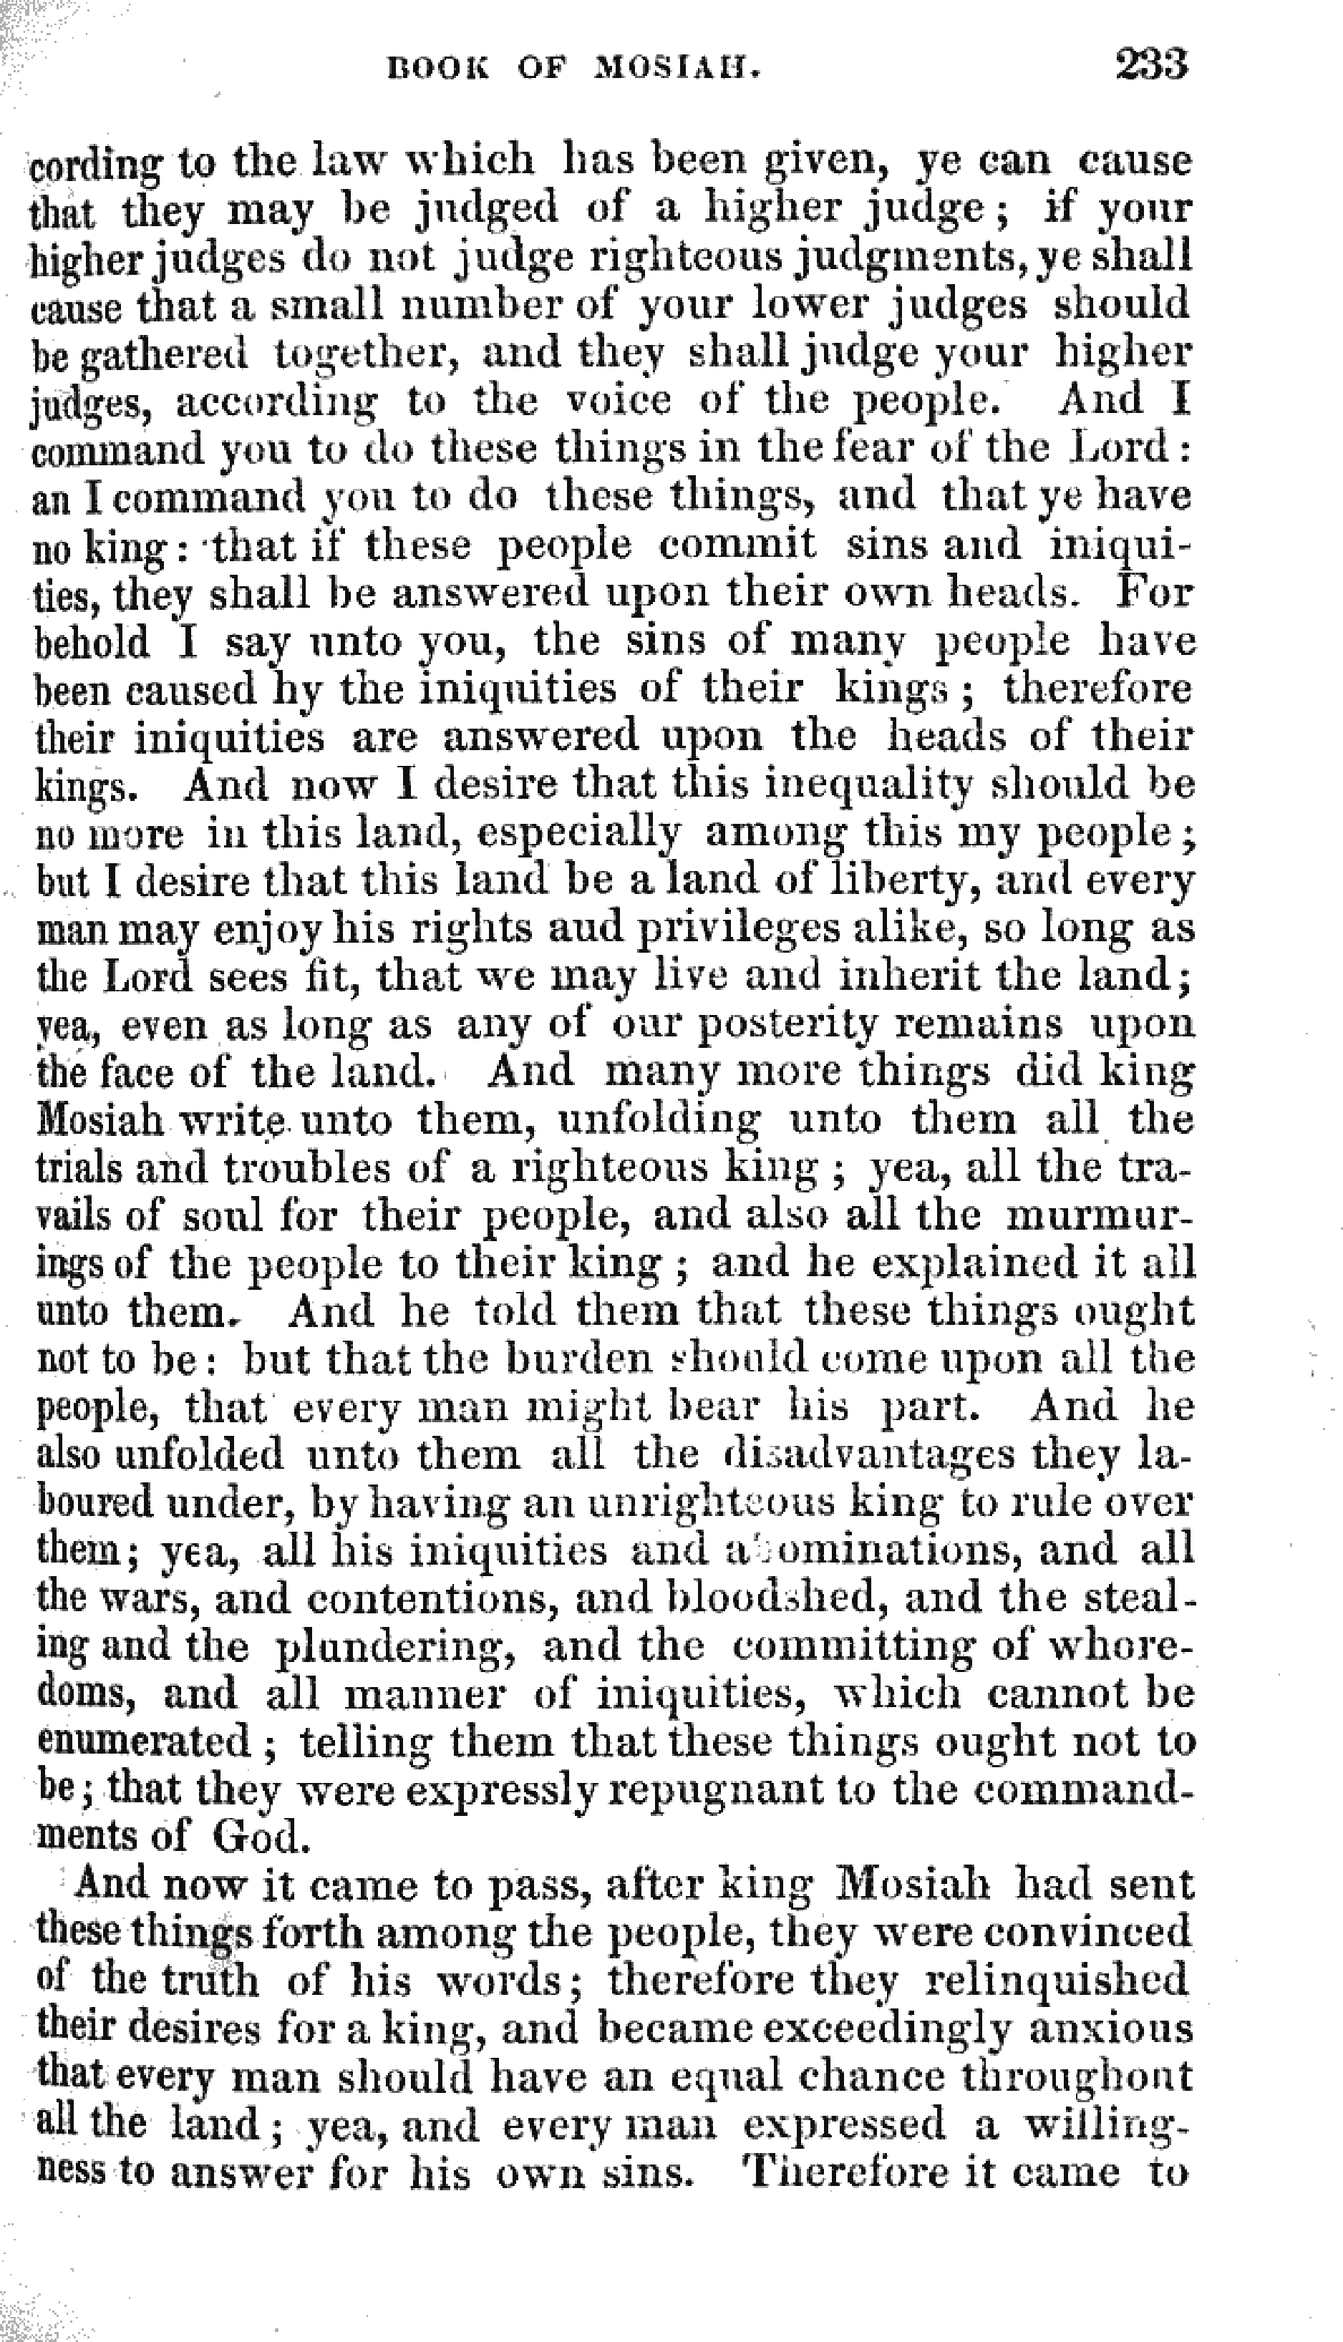 BOOK OF MOSIAH. 233
cording to the law which has been given, ye can cause
that they may be judged of a higher judge; if your
higher judges do not judge righteous judgments, ye shall
cause that a small number of your lower judges should
be gathered together, and they shall judge your higher
judges, according to the voice of the people. And I
command you to do these things in the fear of the Lord:
an I command you to do these things, and that ye have
no king: that if these people commit sins and iniqui-
ties, they shall be answered upon their own heads. For
behold I say unto you, the sins of many people have
been caused by the iniquities of their kings; therefore
their iniquities are answered upon the heads of their
kings. And now I desire that this inequality should be
no more in this land, especially among this my people;
but I desire that this land be a land of liberty, and every
man may enjoy his rights aud privileges alike, so long as
the Lord sees fit, that we may live and inherit the land;
yea, even as long as any of our posterity remains upon
the face of the land. And many more things did king
Mosiah write unto them, unfolding unto them all the
trials and troubles of a righteous king; yea, all the tra-
vails of soul for their people, and also all the murmur-
ings of the people to their king; and he explained it all
unto them. And he told them that these things ought
not to be: but that the burden should come upon all the
people, that every man might bear his part. And he
also unfolded unto them all the disadvantages they la-
boured under, by having an unrighteous king to rule over
them; yea, all his iniquities and abominations, and all
the wars, and contentions, and bloodshed, and the steal-
ing and the plundering, and the committing of whore-
doms, and all manner of iniquities, which cannot be
enumerated; telling them that these things ought not to
be; that they were expressly repugnant to the command-
ments of God.
And now it came to pass, after king Mosiah had sent
these things forth among the people, they were convinced
of the truth of his words; therefore they relinquished
their desires for a king, and became exceedingly anxious
that every man should have an equal chance throughout
all the land; yea, and every man expressed a willing-
ness to answer for his own sins. Therefore it came to